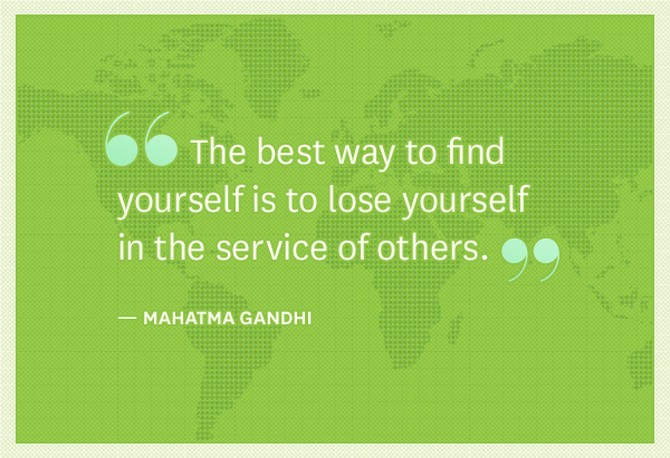 “ The best way to find
yourself is to lose yourself
in the service of others. ”
— MAHATMA GANDHI